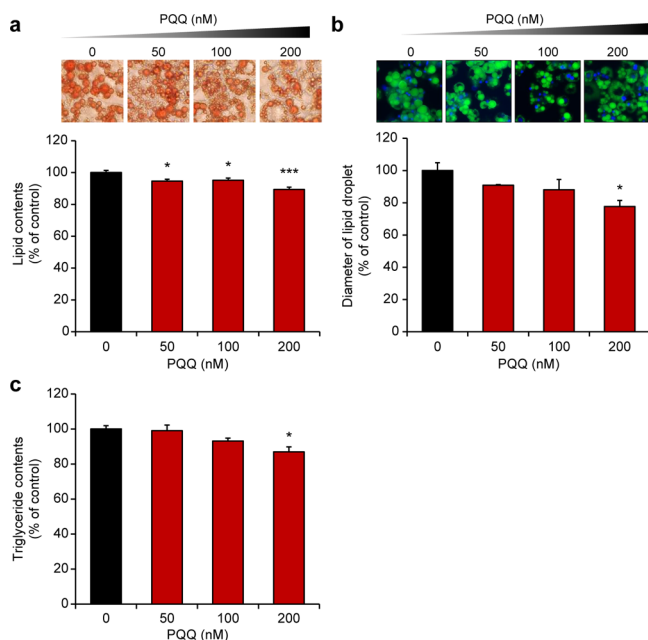 a
PQQ (nM)
0 50 100 200
120
100
80
60
40
20
0
Lipid contents
(% of control)
* * ***
0 50 100 200
PQQ (nM)
b
PQQ (nM)
0 50 100 200
120
100
80
60
40
20
0
Diameter of lipid droplet
(% of control)
*
0 50 100 200
PQQ (nM)
c
120
100
80
60
40
20
0
Triglyceride contents
(% of control)
*
0 50 100 200
PQQ (nM)